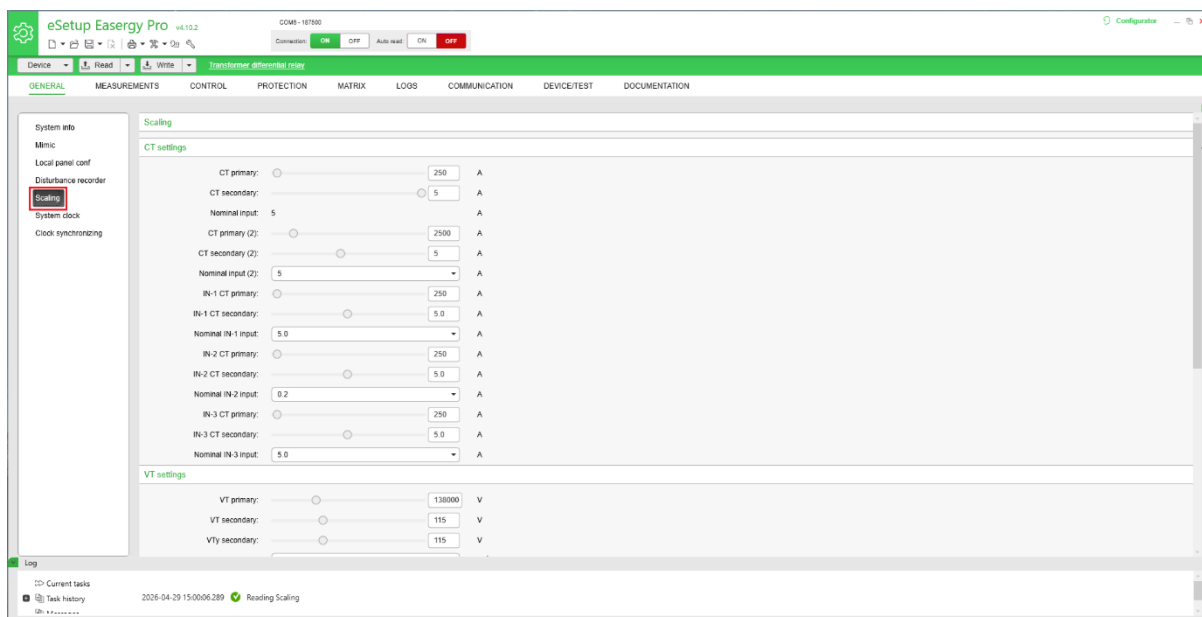 eSetup Easergy Pro v4.10.2
COM6 - 187800
Configurator
Connection: ON OFF Auto read: ON OFF
Device Read Write Transformer differential relay
GENERAL MEASUREMENTS CONTROL PROTECTION MATRIX LOGS COMMUNICATION DEVICE/TEST DOCUMENTATION
System info
Mimic
Local panel conf
Disturbance recorder
Scaling
System clock
Clock synchronizing
Scaling
CT settings
CT primary: 250 A
CT secondary: 5 A
Nominal input: 5 A
CT primary (2): 2500 A
CT secondary (2): 5 A
Nominal input (2): 5 A
IN-1 CT primary: 250 A
IN-1 CT secondary: 5.0 A
Nominal IN-1 input: 5.0 A
IN-2 CT primary: 250 A
IN-2 CT secondary: 5.0 A
Nominal IN-2 input: 0.2 A
IN-3 CT primary: 250 A
IN-3 CT secondary: 5.0 A
Nominal IN-3 input: 5.0 A
VT settings
VT primary: 138000 V
VT secondary: 115 V
VTy secondary: 115 V
Log
Current tasks
Task history
Messages
2026-04-29 15:00:06.289 Reading Scaling